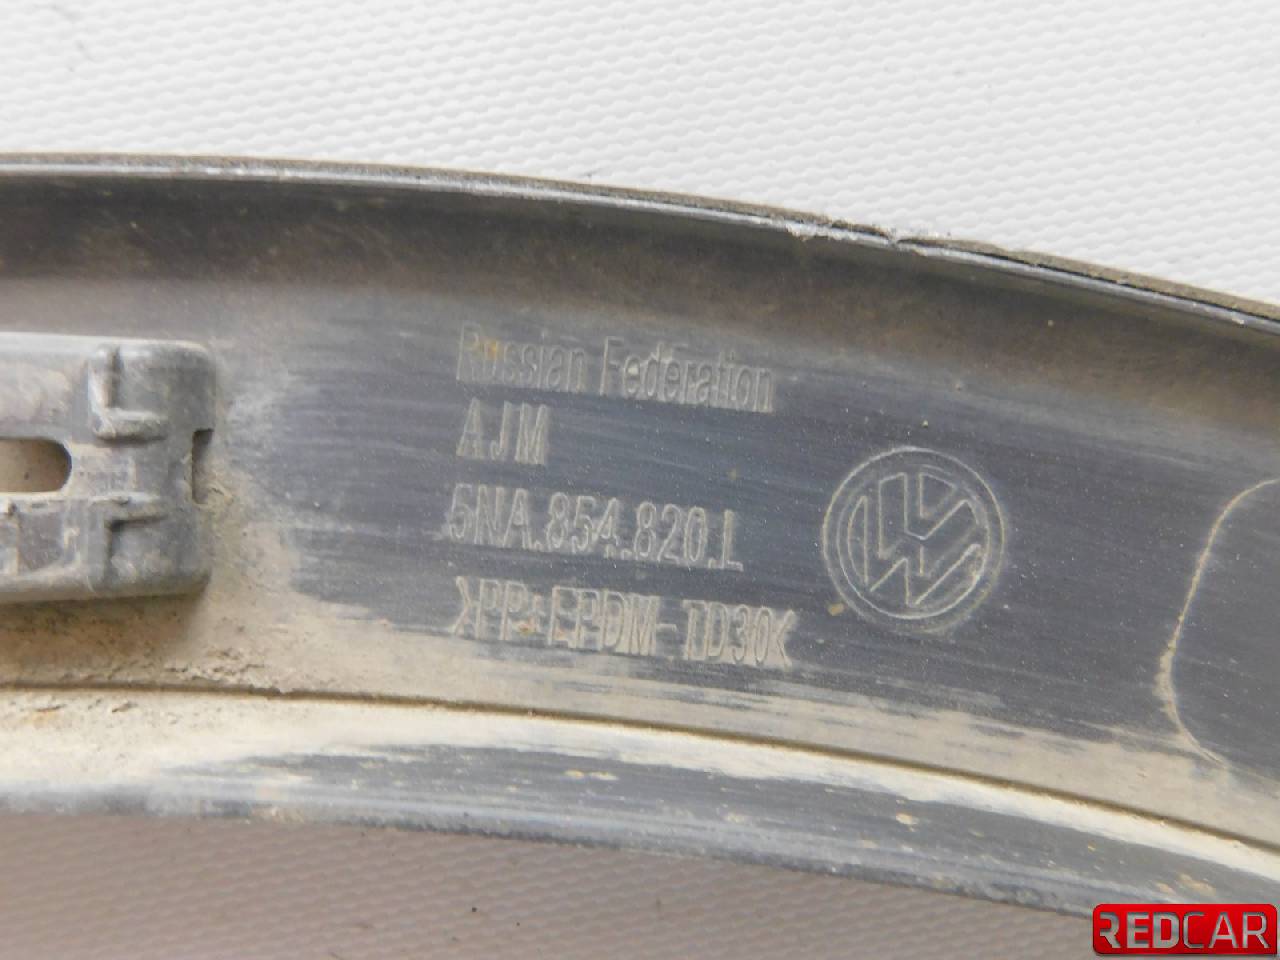 Russian Federation
AJM
5NA.854.820.L
>PP+EPDM-TD30<
REDCAR